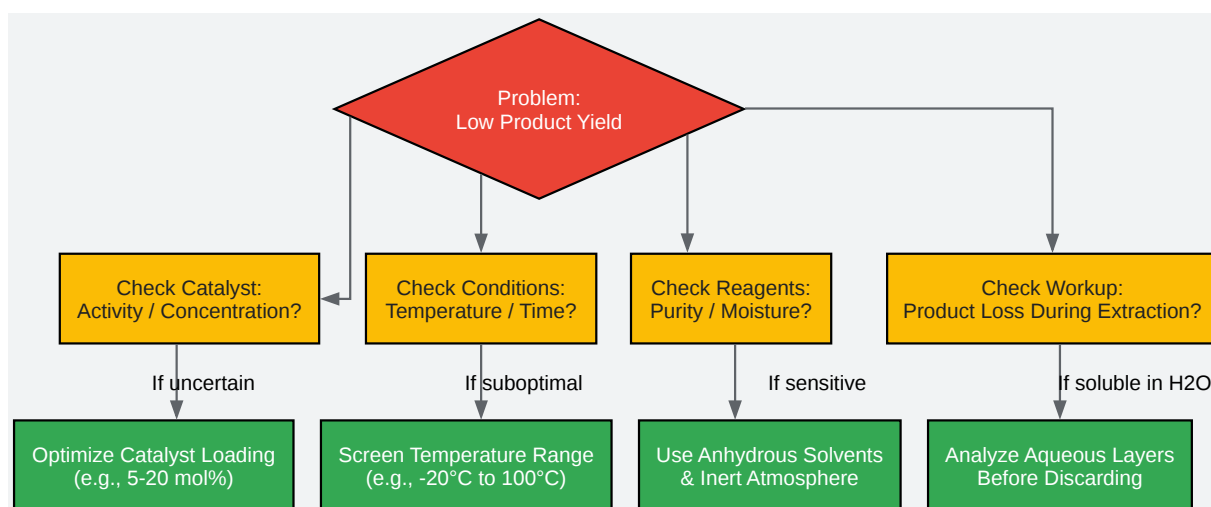 Problem:
Low Product Yield
Check Catalyst:
Activity / Concentration?
Check Conditions:
Temperature / Time?
Check Reagents:
Purity / Moisture?
Check Workup:
Product Loss During Extraction?
If uncertain
If suboptimal
If sensitive
If soluble in H2O
Optimize Catalyst Loading
(e.g., 5-20 mol%)
Screen Temperature Range
(e.g., -20°C to 100°C)
Use Anhydrous Solvents
& Inert Atmosphere
Analyze Aqueous Layers
Before Discarding